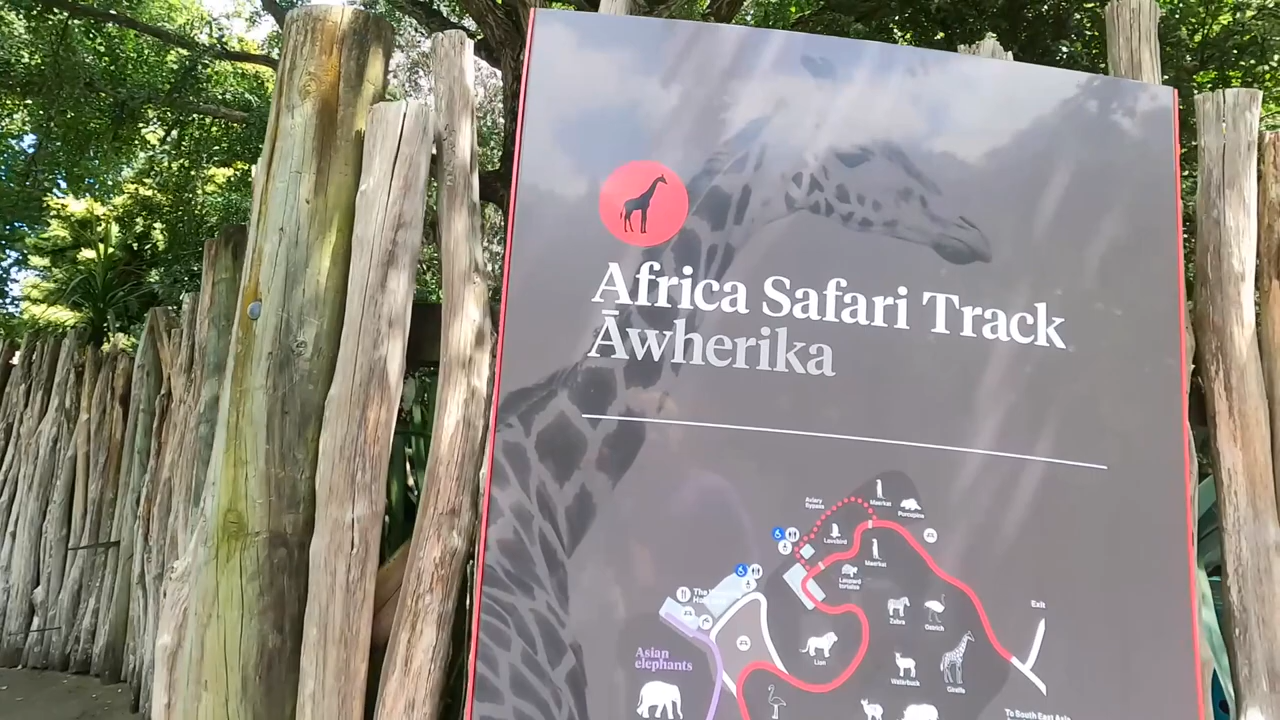 Africa Safari Track
Āwherika
Aviary
Bypass
Meerkat
Porcupine
Lovebird
Meerkat
Leopard
tortoise
Zebra
Ostrich
Exit
Lion
Waterbuck
Giraffe
Asian
elephants
To South East Asia